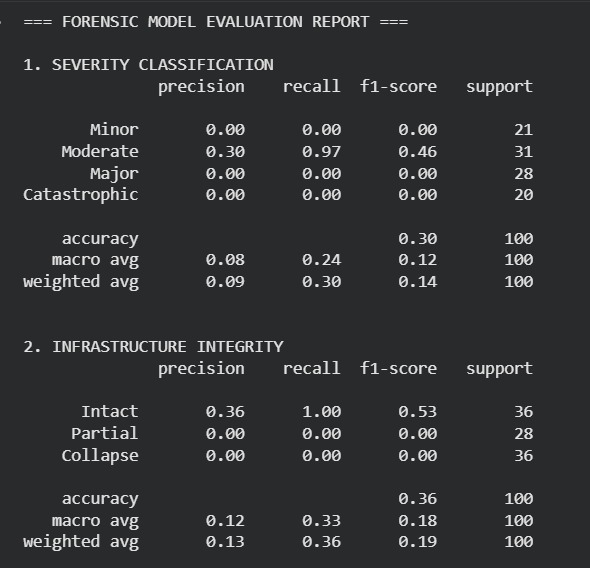 === FORENSIC MODEL EVALUATION REPORT ===
1. SEVERITY CLASSIFICATION
precision recall f1-score support
Minor 0.00 0.00 0.00 21
Moderate 0.30 0.97 0.46 31
Major 0.00 0.00 0.00 28
Catastrophic 0.00 0.00 0.00 20
accuracy 0.30 100
macro avg 0.08 0.24 0.12 100
weighted avg 0.09 0.30 0.14 100
2. INFRASTRUCTURE INTEGRITY
precision recall f1-score support
Intact 0.36 1.00 0.53 36
Partial 0.00 0.00 0.00 28
Collapse 0.00 0.00 0.00 36
accuracy 0.36 100
macro avg 0.12 0.33 0.18 100
weighted avg 0.13 0.36 0.19 100